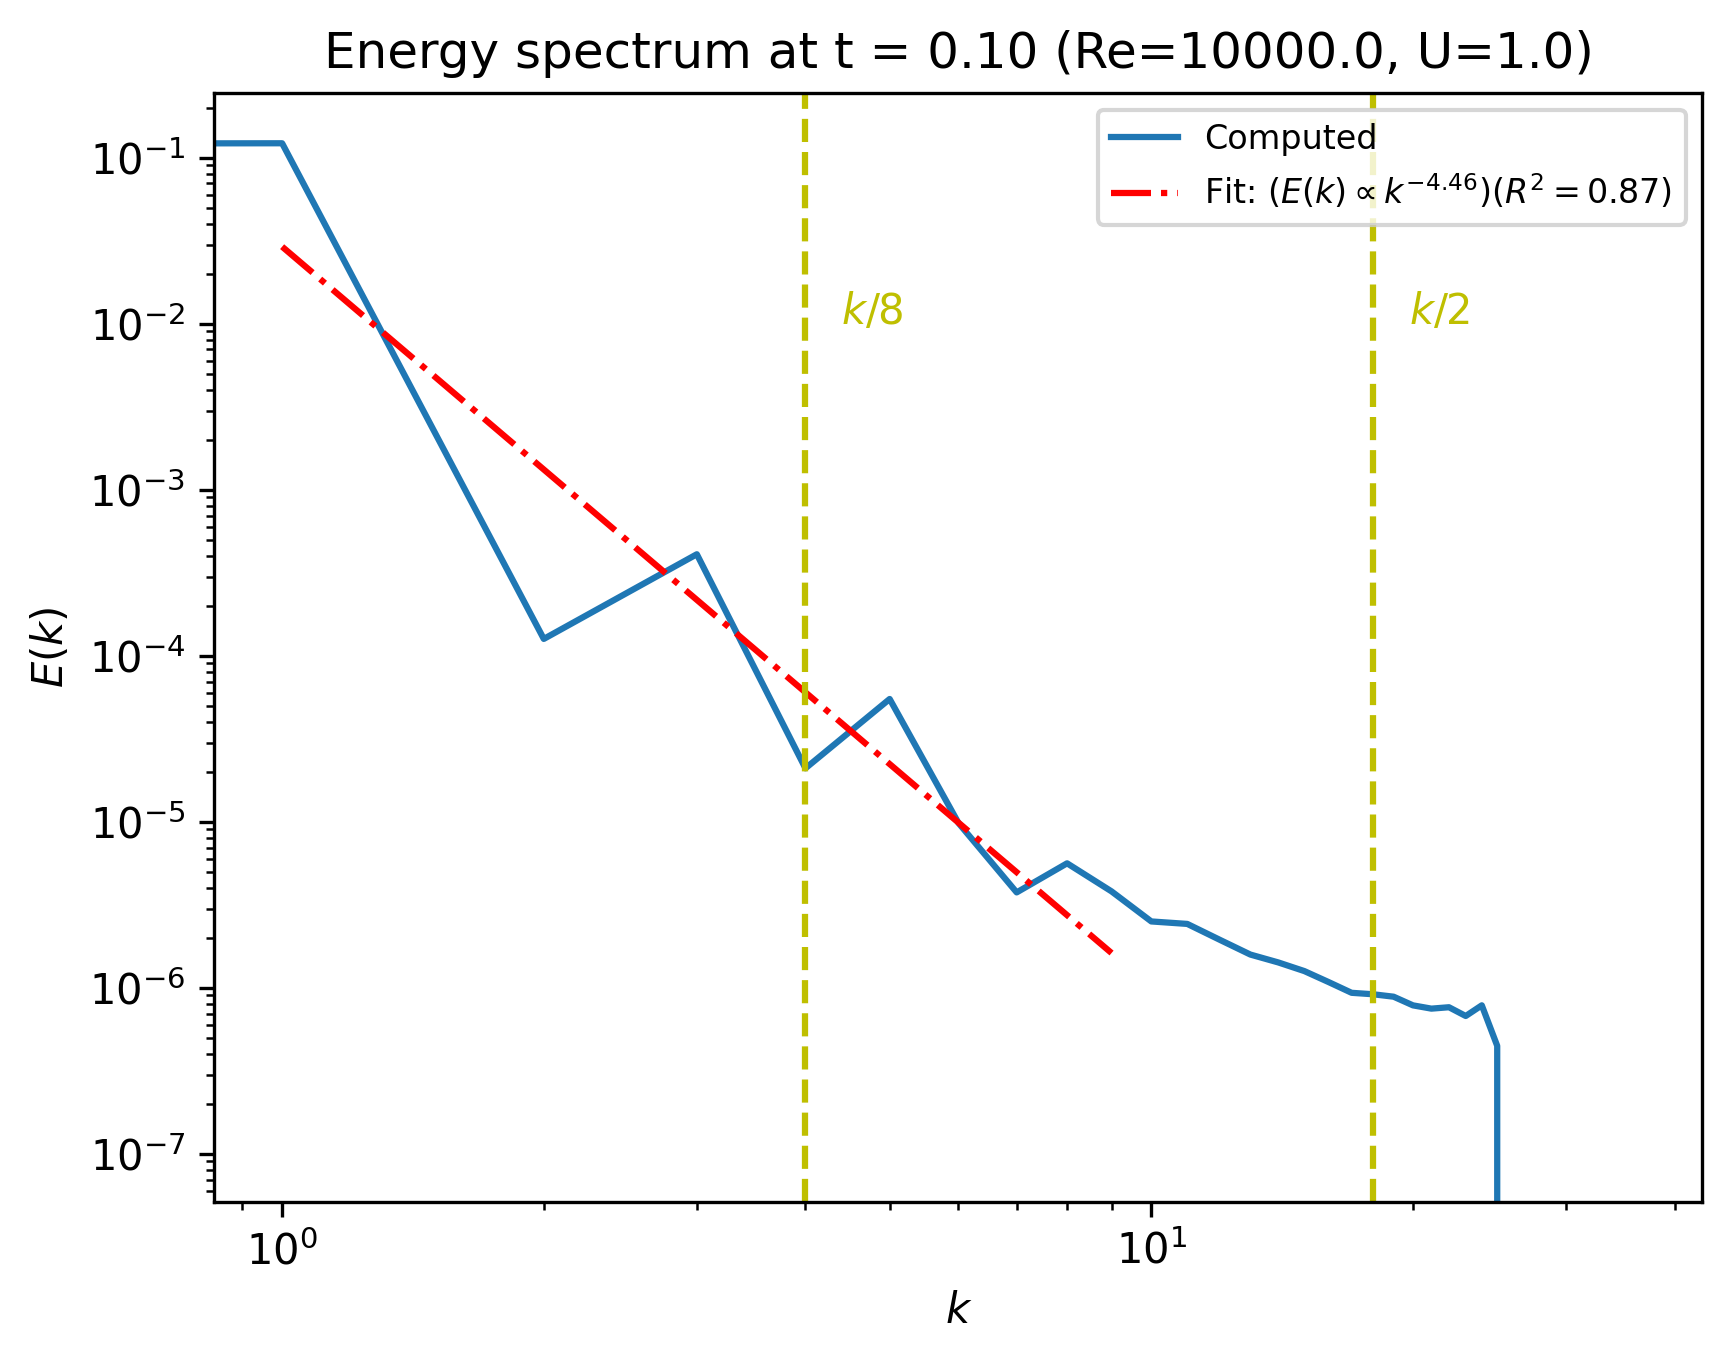 Energy spectrum at t = 0.10 (Re=10000.0, U=1.0)
Computed
Fit: (E(k) ∝ k^{-4.46})(R^2 = 0.87)
k/8
k/2
10^{-1}
10^{-2}
10^{-3}
10^{-4}
10^{-5}
10^{-6}
10^{-7}
E(k)
10^0
10^1
k